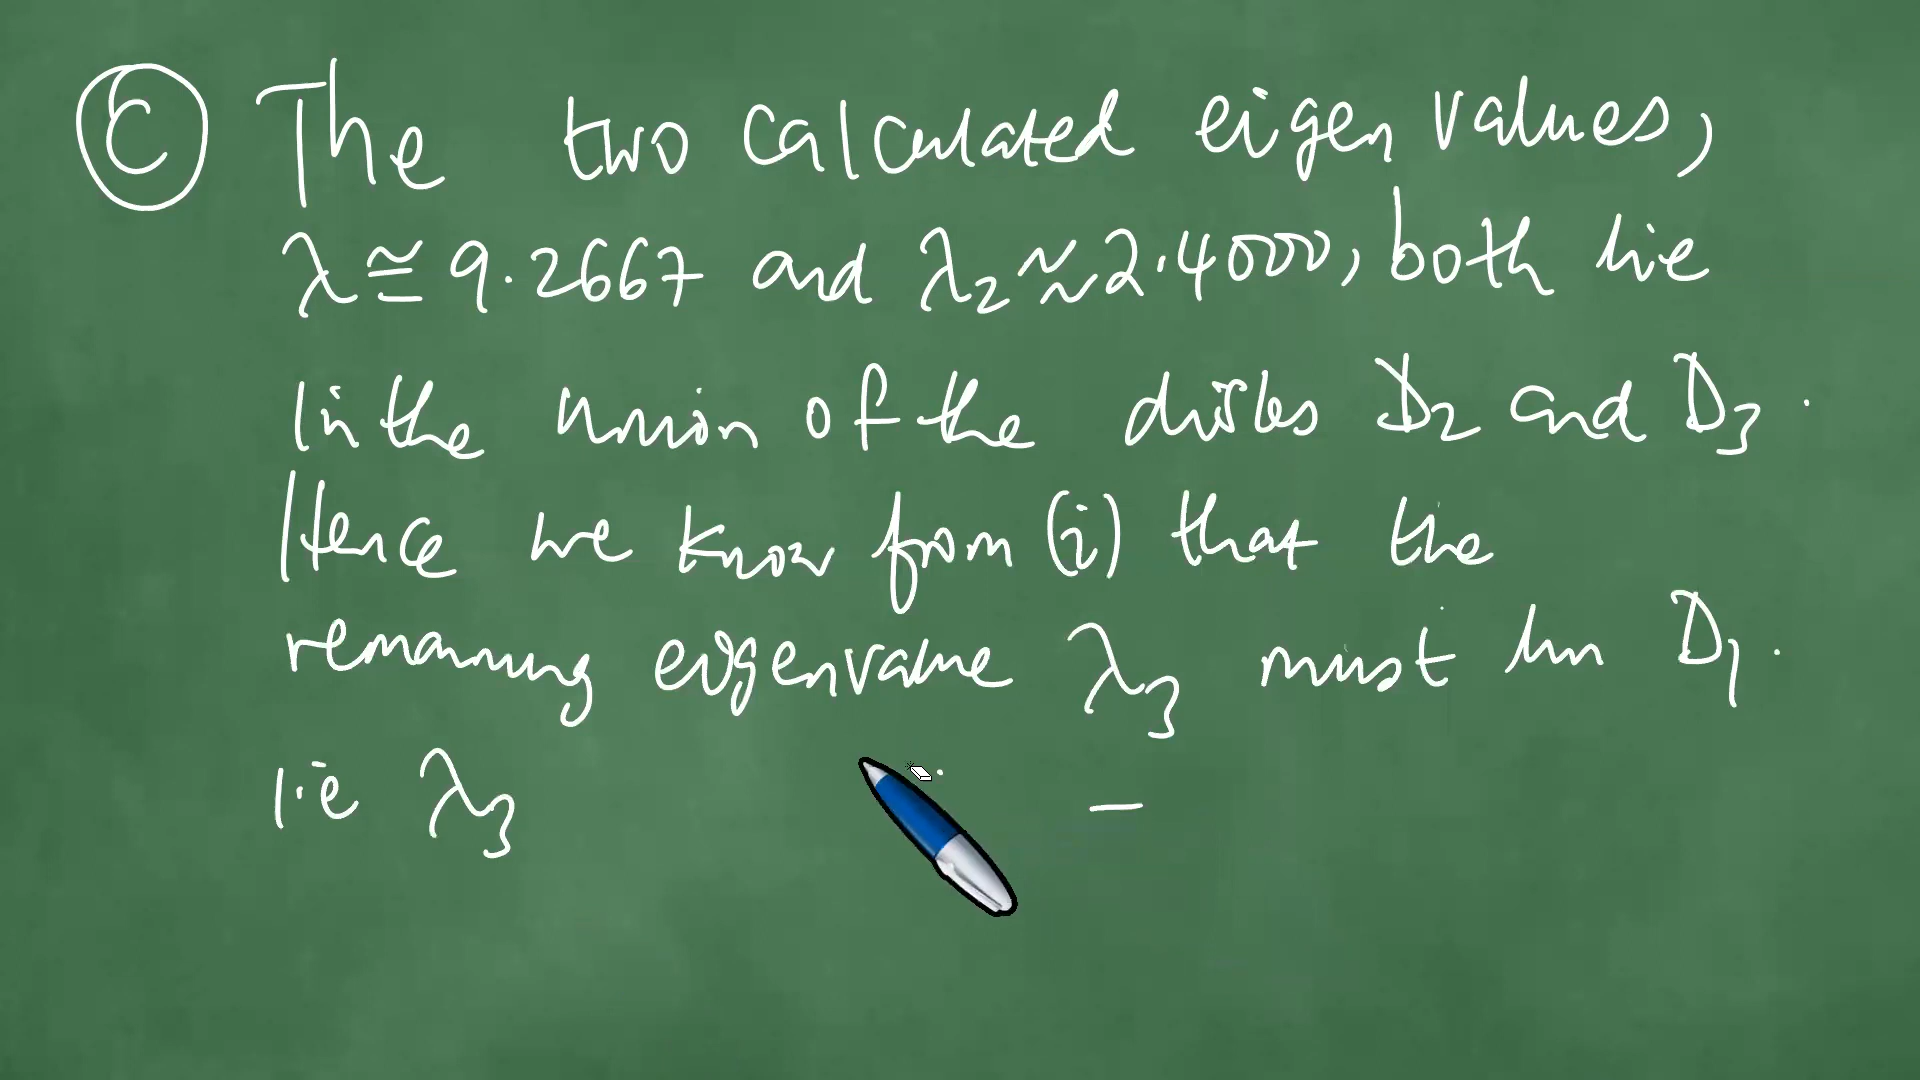 C The two calculated eigen values,
λ ≅ 9.2667 and λ2 ≈ 2.4000, both lie
in the union of the discs D2 and D3.
Hence we know from (i) that the
remaining eigenvalue λ3 must lie in D1.
i.e λ3 –